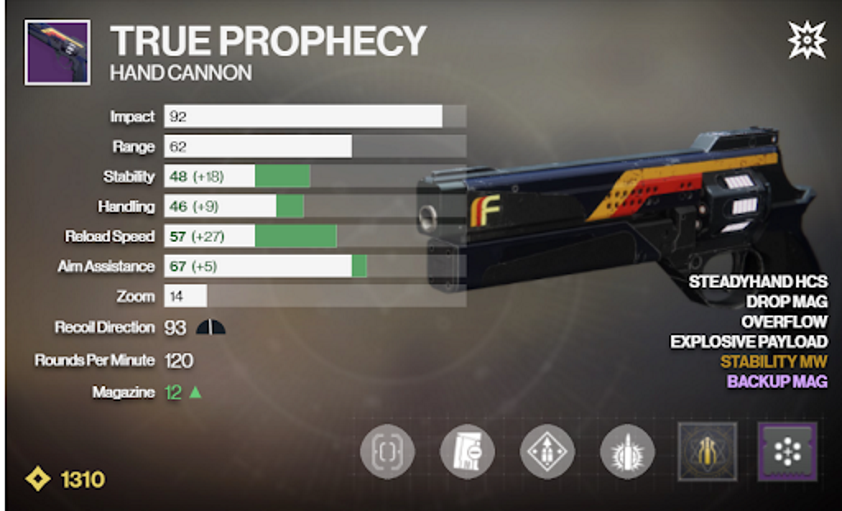 TRUE PROPHECY
HAND CANNON
Impact 92
Range 62
Stability 48 (+18)
Handling 46 (+9)
Reload Speed 57 (+27)
Aim Assistance 67 (+5)
Zoom 14
Recoil Direction 93
Rounds Per Minute 120
Magazine 12
F
STEADYHAND HCS
DROP MAG
OVERFLOW
EXPLOSIVE PAYLOAD
STABILITY MW
BACKUP MAG
1310